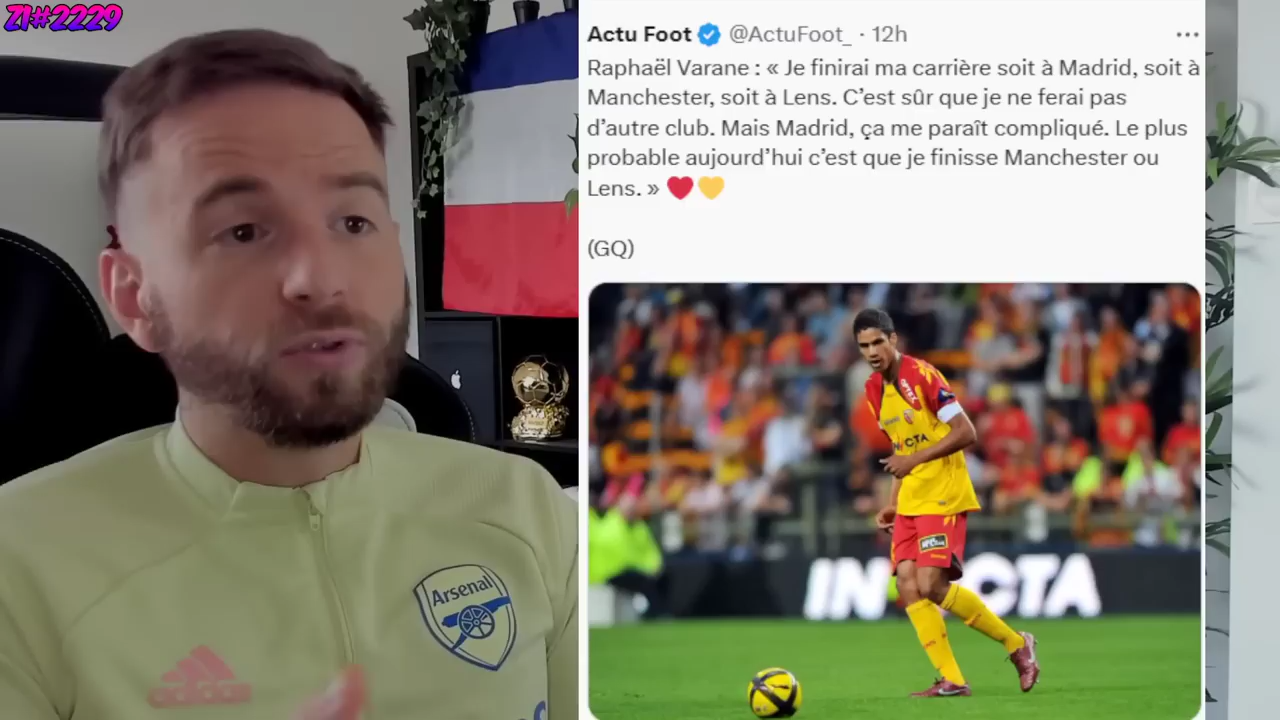 ZI#2229
Actu Foot @ActuFoot_ · 12h
Raphaël Varane : « Je finirai ma carrière soit à Madrid, soit à
Manchester, soit à Lens. C’est sûr que je ne ferai pas
d’autre club. Mais Madrid, ça me paraît compliqué. Le plus
probable aujourd’hui c’est que je finisse Manchester ou
Lens. » ❤️💛
(GQ)
Arsenal
adidas
INVICTA